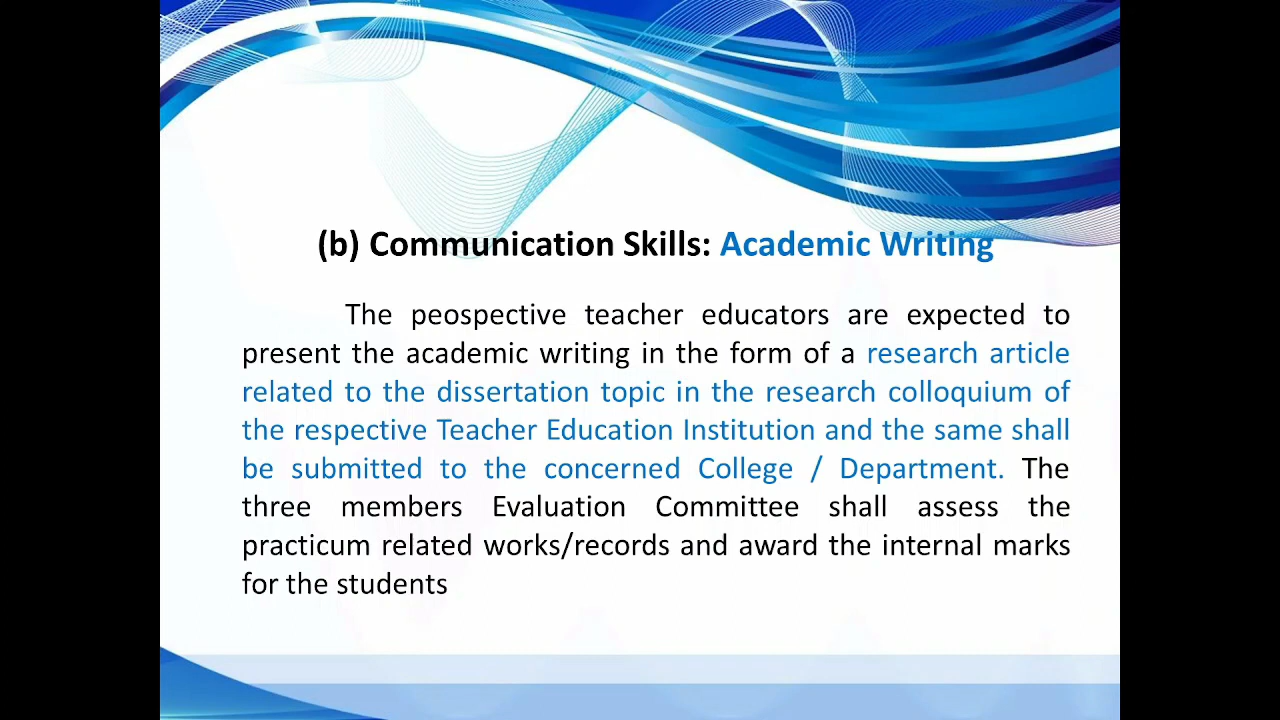 (b) Communication Skills: Academic Writing
The peospective teacher educators are expected to
present the academic writing in the form of a research article
related to the dissertation topic in the research colloquium of
the respective Teacher Education Institution and the same shall
be submitted to the concerned College / Department. The
three members Evaluation Committee shall assess the
practicum related works/records and award the internal marks
for the students